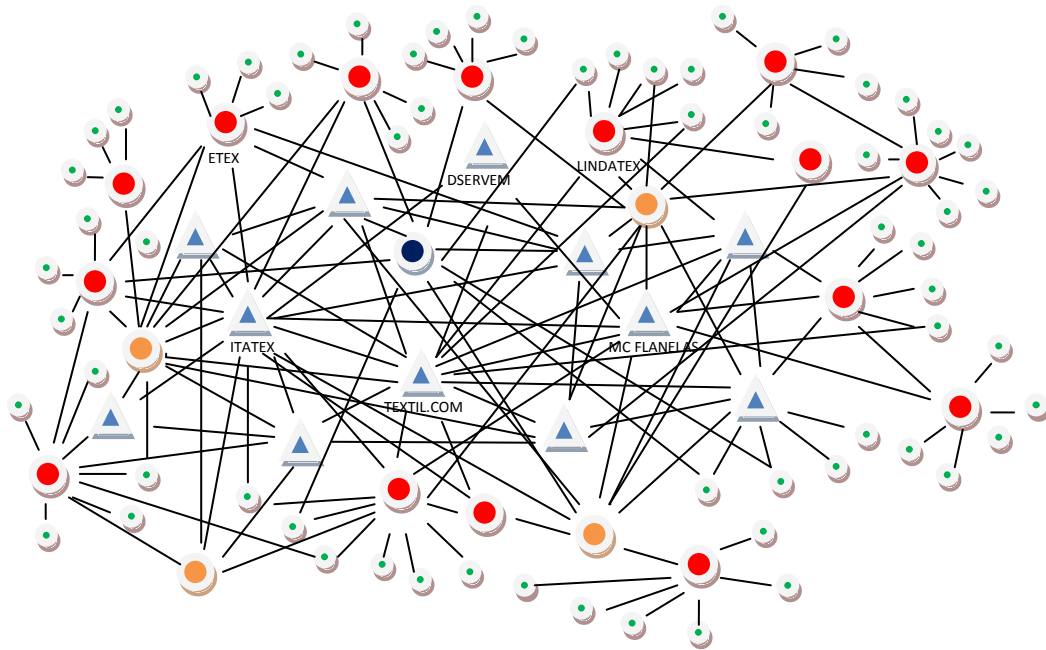 ETEX
DSERVEM
LINDATEX
ITATEX
MC FLANELAS
TEXTIL.COM